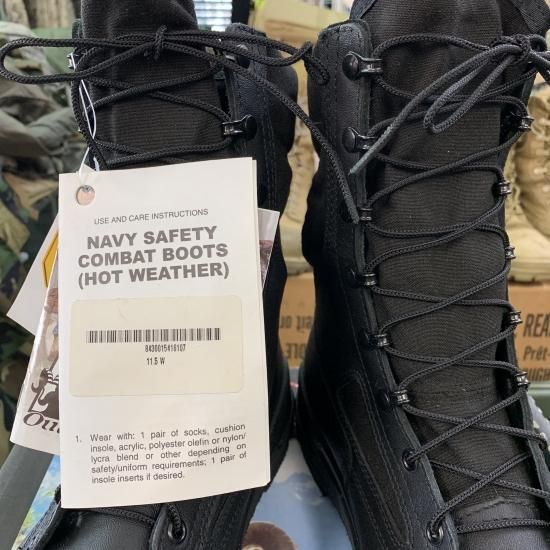 USE AND CARE INSTRUCTIONS
NAVY SAFETY
COMBAT BOOTS
(HOT WEATHER)
8430015416107
11.5 W
1. Wear with: 1 pair of socks, cushion
insole, acrylic, polyester olefin or nylon/
lycra blend or other depending on
safety/uniform requirements; 1 pair of
insole inserts if desired.
Out
REA
Prêt